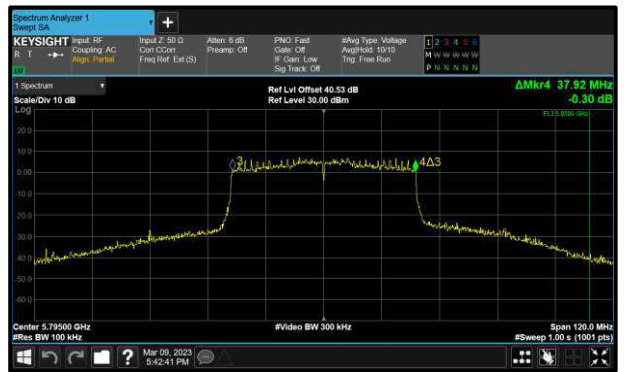 Spectrum Analyzer 1
Swept SA
+
KEYSIGHT
R T
Input: RF
Coupling: AC
Align: Partial
Input Z: 50 Ω
Corr CCorr
Freq Ref: Ext (S)
Atten: 6 dB
Preamp: Off
PNO: Fast
Gate: Off
IF Gain: Low
Sig Track: Off
#Avg Type: Voltage
Avg|Hold: 10/10
Trig: Free Run
1 2 3 4 5 6
M W W W W W
P N N N N N
1 Spectrum
Scale/Div 10 dB
Log
Ref Lvl Offset 40.53 dB
Ref Level 30.00 dBm
ΔMkr4 37.92 MHz
-0.30 dB
20.0
10.0
0.00
-10.0
-20.0
-30.0
-40.0
-50.0
-60.0
3
4Δ3
Center 5.79500 GHz
#Res BW 100 kHz
#Video BW 300 kHz
Span 120.0 MHz
#Sweep 1.00 s (1001 pts)
?
Mar 09, 2023
5:42:41 PM